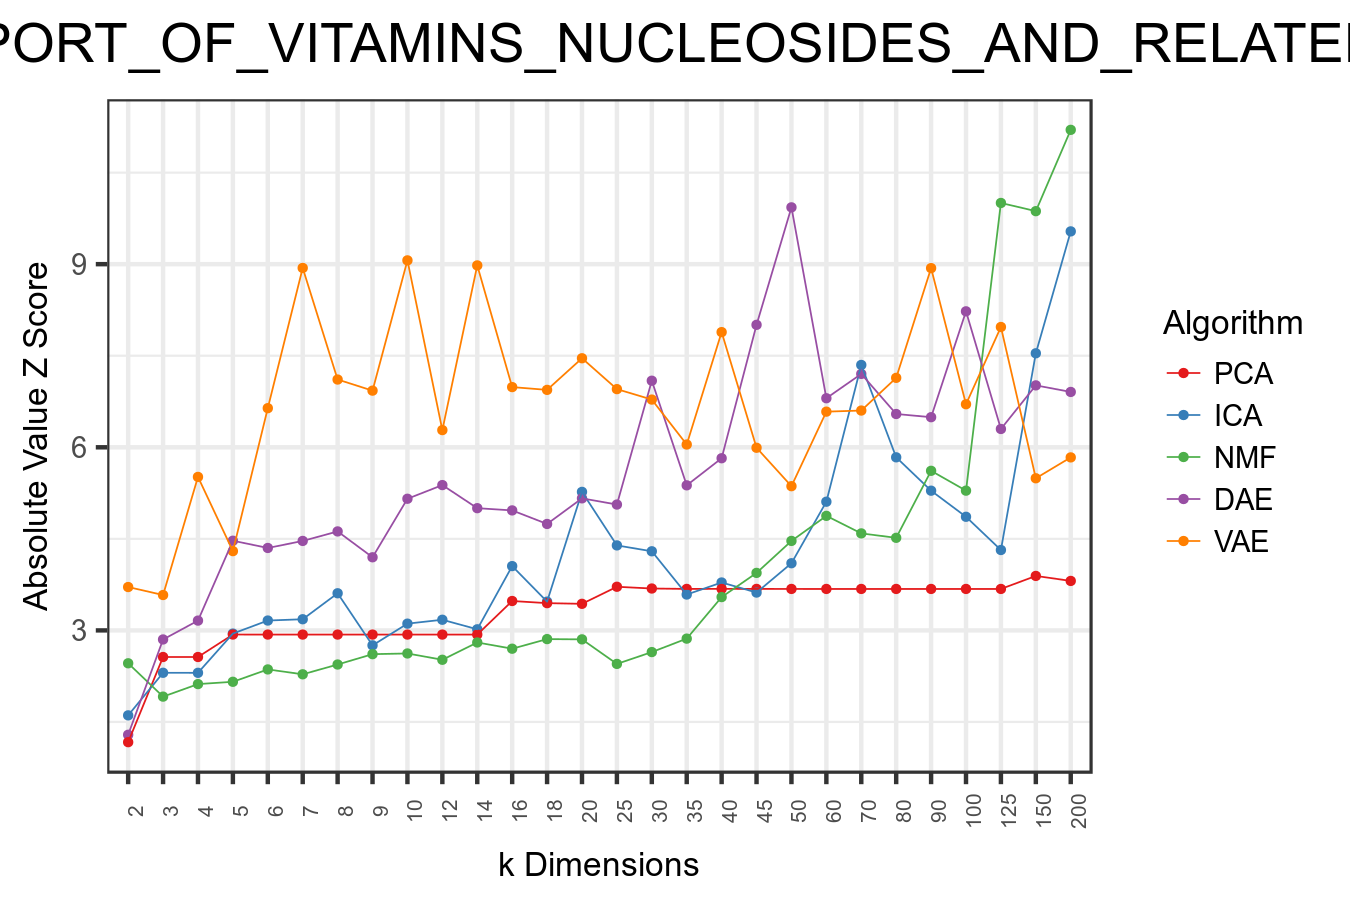 PORT_OF_VITAMINS_NUCLEOSIDES_AND_RELATE
Absolute Value Z Score
9
6
3
2 3 4 5 6 7 8 9 10 12 14 16 18 20 25 30 35 40 45 50 60 70 80 90 100 125 150 200
k Dimensions
Algorithm
PCA
ICA
NMF
DAE
VAE